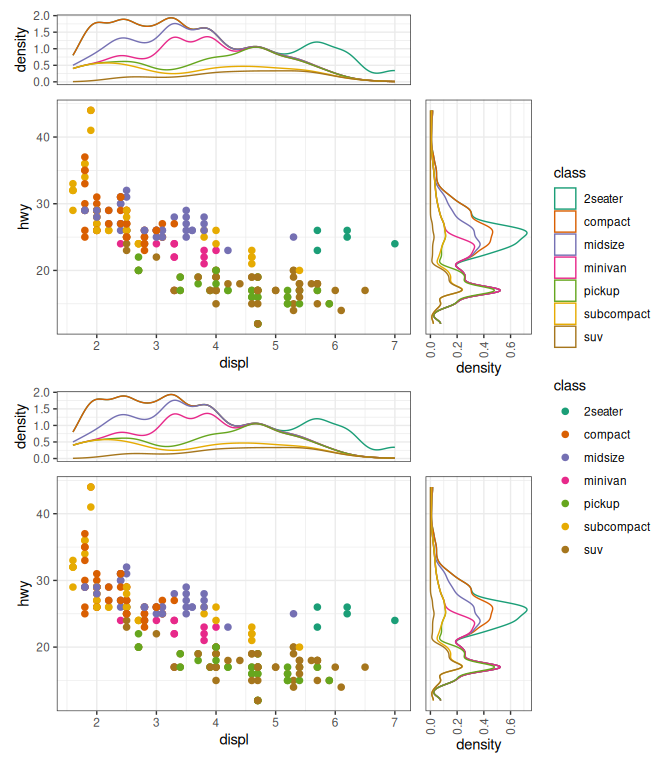 density
2.0
1.5
1.0
0.5
0.0
hwy
40
30
20
2 3 4 5 6 7
displ
0.0 0.2 0.4 0.6
density
class
2seater
compact
midsize
minivan
pickup
subcompact
suv
density
2.0
1.5
1.0
0.5
0.0
hwy
40
30
20
2 3 4 5 6 7
displ
0.0 0.2 0.4 0.6
density
class
2seater
compact
midsize
minivan
pickup
subcompact
suv